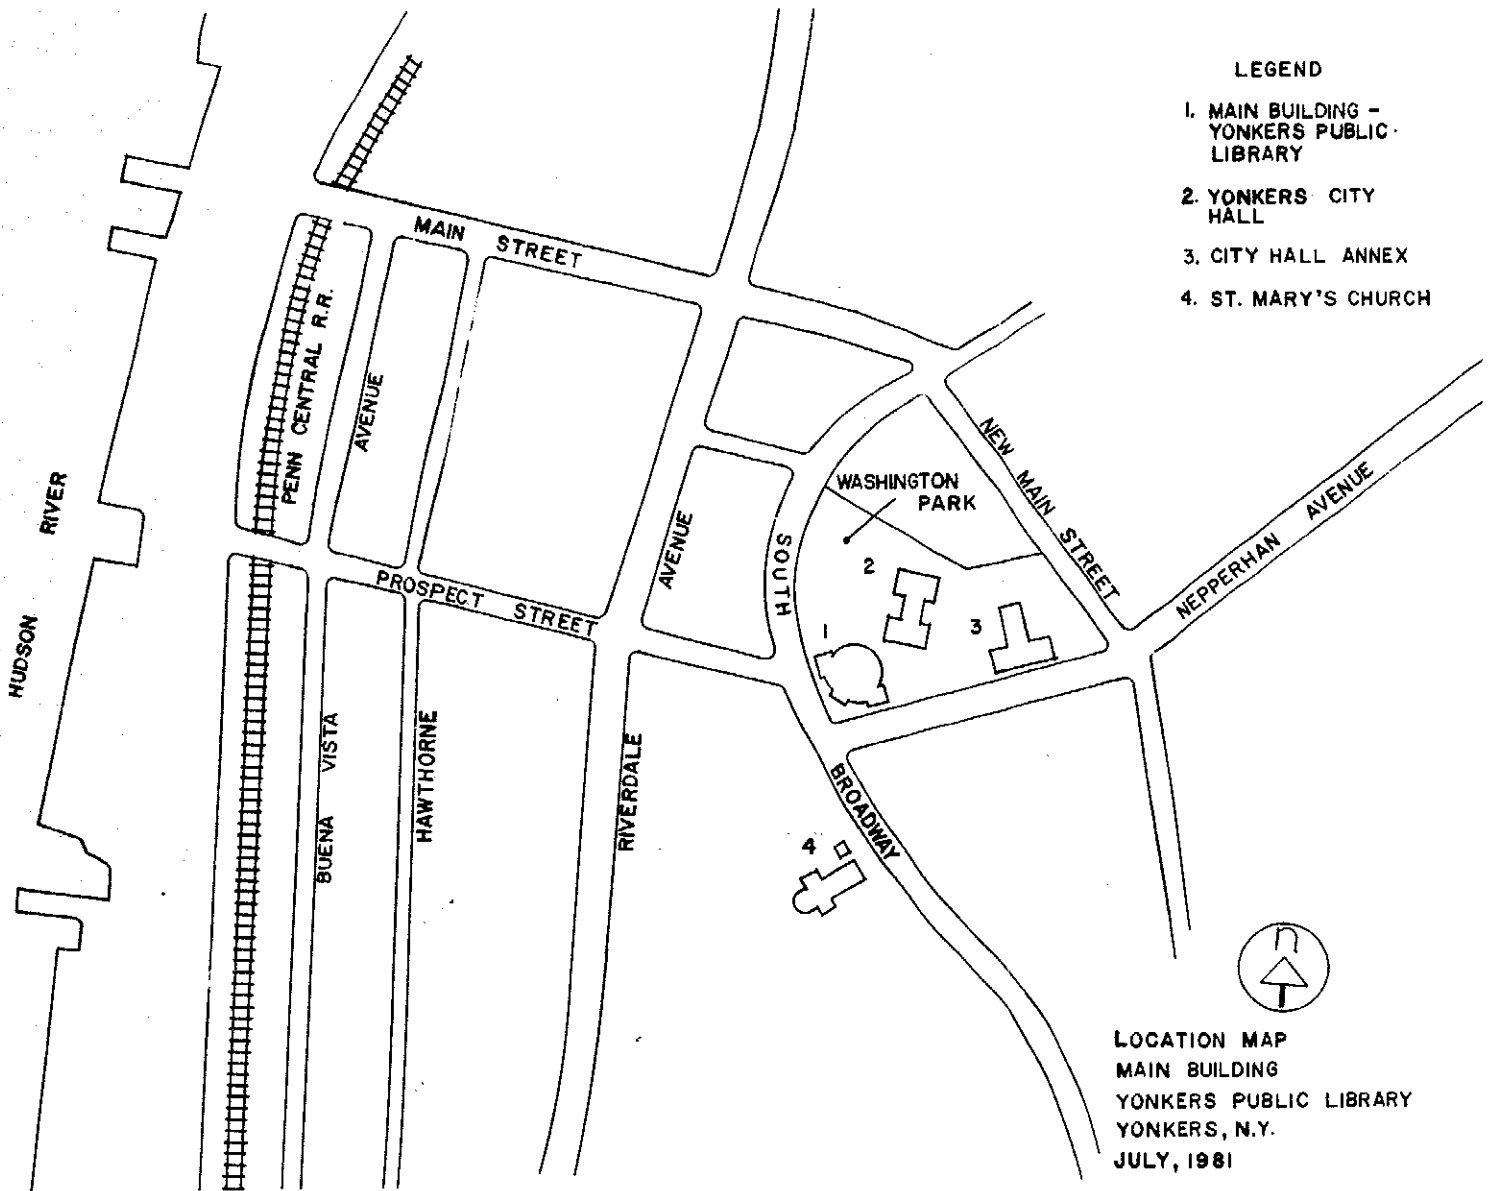 LEGEND
1. MAIN BUILDING -
YONKERS PUBLIC
LIBRARY
2. YONKERS CITY
HALL
3. CITY HALL ANNEX
4. ST. MARY'S CHURCH
MAIN STREET
PENN CENTRAL R.R.
AVENUE
AVENUE
HUDSON RIVER
WASHINGTON
PARK
NEW MAIN STREET
NEPPERHAN AVENUE
SOUTH
2
1
3
PROSPECT STREET
BUENA VISTA
HAWTHORNE
RIVERDALE
BROADWAY
4
n
LOCATION MAP
MAIN BUILDING
YONKERS PUBLIC LIBRARY
YONKERS, N.Y.
JULY, 1981